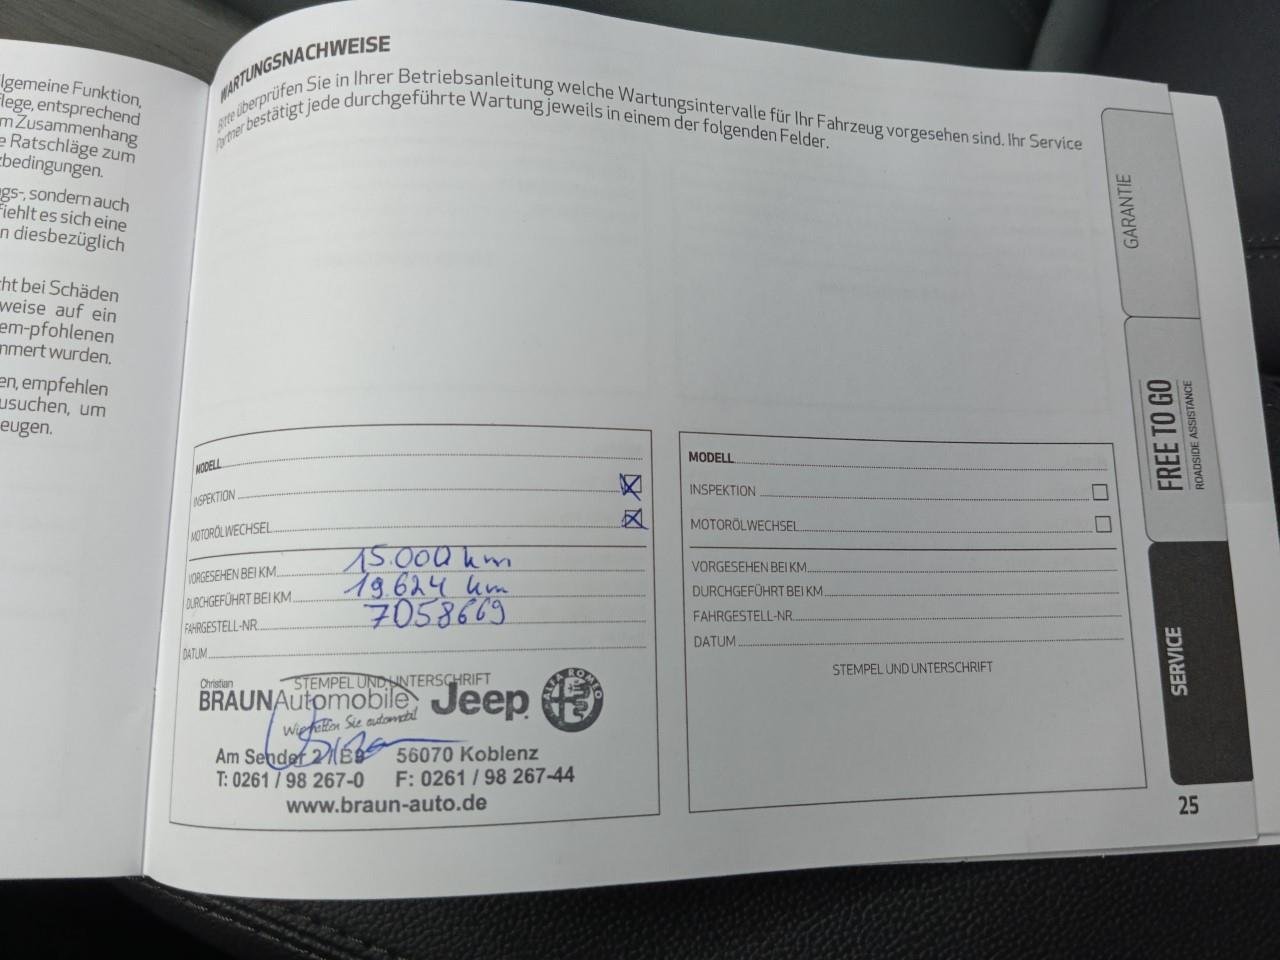 lgemeine Funktion,
flege, entsprechend
m Zusammenhang
e Ratschläge zum
bedingungen.
gs-, sondern auch
fiehlt es sich eine
n diesbezüglich
ht bei Schäden
weise auf ein
em-pfohlenen
mmert wurden.
en, empfehlen
usuchen, um
eugen.
WARTUNGSNACHWEISE
Bitte überprüfen Sie in Ihrer Betriebsanleitung welche Wartungsintervalle für Ihr Fahrzeug vorgesehen sind. Ihr Service
Partner bestätigt jede durchgeführte Wartung jeweils in einem der folgenden Felder.
MODELL
INSPEKTION
MOTORÖLWECHSEL
VORGESEHEN BEI KM 15.000 km
DURCHGEFÜHRT BEI KM 19.624 km
FAHRGESTELL-NR. 7058669
DATUM
STEMPEL UND UNTERSCHRIFT
Christian
BRAUN Automobile Jeep ALFA ROMEO
Wir helfen Sie automobil
Am Sender 2 / B9 56070 Koblenz
T: 0261 / 98 267-0 F: 0261 / 98 267-44
www.braun-auto.de
MODELL
INSPEKTION
MOTORÖLWECHSEL
VORGESEHEN BEI KM
DURCHGEFÜHRT BEI KM
FAHRGESTELL-NR.
DATUM
STEMPEL UND UNTERSCHRIFT
GARANTIE
FREE TO GO
ROADSIDE ASSISTANCE
SERVICE
25